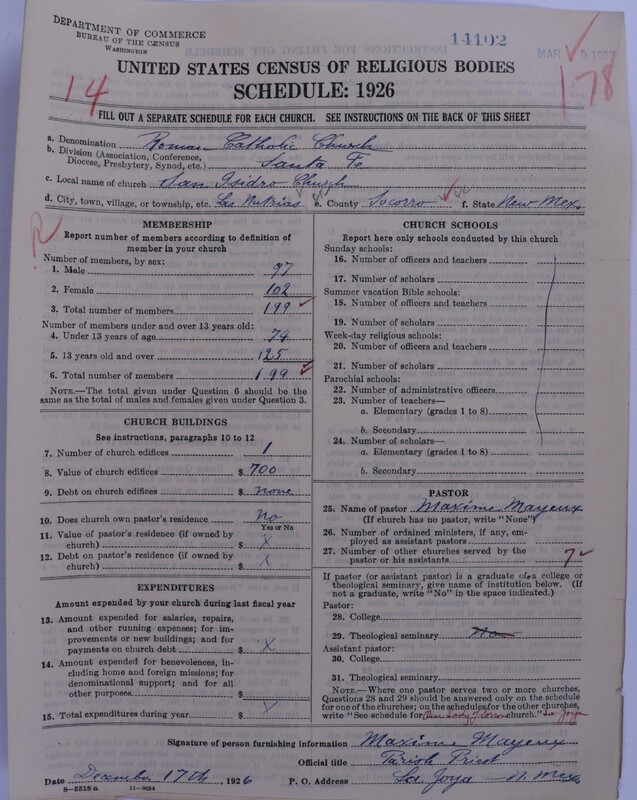 DEPARTMENT OF COMMERCE
BUREAU OF THE CENSUS
WASHINGTON
14102
MAR 5 1927
UNITED STATES CENSUS OF RELIGIOUS BODIES
SCHEDULE: 1926
14
178
FILL OUT A SEPARATE SCHEDULE FOR EACH CHURCH. SEE INSTRUCTIONS ON THE BACK OF THIS SHEET
a. Denomination Roman Catholic Church
b. Division (Association, Conference, Diocese, Presbytery, Synod, etc.) Santa Fe
c. Local name of church San Isidro Church
d. City, town, village, or township, etc. Las Nutrias e. County Socorro f. State New Mex.
MEMBERSHIP
Report number of members according to definition of
member in your church
Number of members, by sex:
1. Male 97
2. Female 102
3. Total number of members 199
Number of members under and over 13 years old:
4. Under 13 years of age 74
5. 13 years old and over 125
6. Total number of members 199
NOTE.—The total given under Question 6 should be
same as the total of males and females given under Question 3.
CHURCH BUILDINGS
See instructions, paragraphs 10 to 12
7. Number of church edifices 1
8. Value of church edifices $ 700
9. Debt on church edifices $ none
10. Does church own pastor's residence No
Yes or No
11. Value of pastor's residence (if owned by
church) $ X
12. Debt on pastor's residence (if owned by
church) $ X
EXPENDITURES
Amount expended by your church during last fiscal year
13. Amount expended for salaries, repairs,
and other running expenses; for im-
provements or new buildings; and for
payments on church debt $ X
14. Amount expended for benevolences,
including home and foreign missions; for
denominational support; and for all
other purposes $
15. Total expenditures during year $
CHURCH SCHOOLS
Report here only schools conducted by this church
Sunday schools:
16. Number of officers and teachers
17. Number of scholars
Summer vacation Bible schools:
18. Number of officers and teachers
19. Number of scholars
Week-day religious schools:
20. Number of officers and teachers
21. Number of scholars
Parochial schools:
22. Number of administrative officers
23. Number of teachers—
a. Elementary (grades 1 to 8)
b. Secondary
24. Number of scholars—
a. Elementary (grades 1 to 8)
b. Secondary
PASTOR
25. Name of pastor Maxime Mayeux
(If church has no pastor, write "None")
26. Number of ordained ministers, if any, em-
ployed as assistant pastors
27. Number of other churches served by the
pastor or his assistants 7
If pastor (or assistant pastor) is a graduate of a college or
theological seminary, give name of institution below. (If
not a graduate, write "No" in the space indicated.)
Pastor:
28. College
29. Theological seminary No
Assistant pastor:
30. College
31. Theological seminary
NOTE.—Where one pastor serves two or more churches,
Questions 28 and 29 should be answered only on the schedule
for one of the churches; on the schedules for the other churches,
write "See schedule for Our Lady of church." La Joya
Signature of person furnishing information Maxime Mayeux
Official title Parish Priest
Date December 17th, 1926 P. O. Address La Joya N. Mex
8—5518 a 11—9054